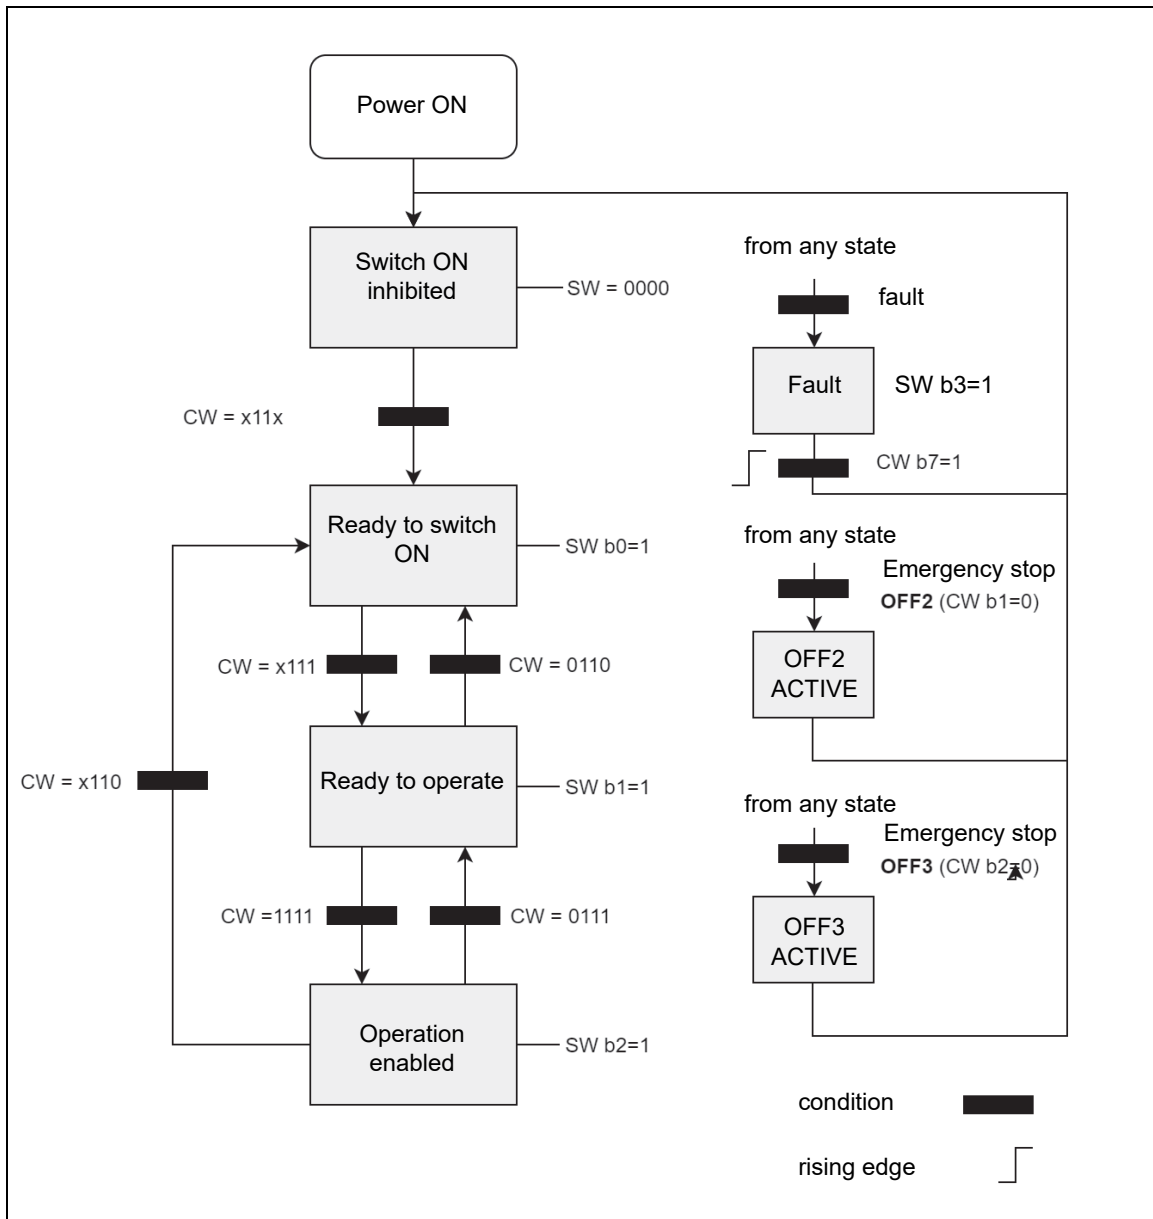 Power ON
Switch ON
inhibited
SW = 0000
CW = x11x
Ready to switch
ON
SW b0=1
CW = x111
CW = 0110
Ready to operate
SW b1=1
CW = x110
CW =1111
CW = 0111
Operation
enabled
SW b2=1
from any state
fault
Fault
SW b3=1
CW b7=1
from any state
Emergency stop
OFF2 (CW b1=0)
OFF2
ACTIVE
from any state
Emergency stop
OFF3 (CW b2=0)
OFF3
ACTIVE
condition
rising edge